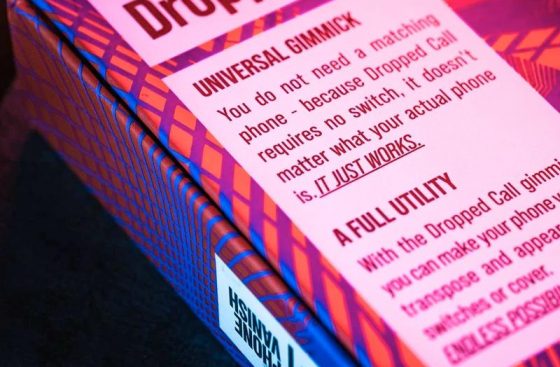 UNIVERSAL GIMMICK
You do not need a matching
phone - because Dropped Call
requires no switch, it doesn't
matter what your actual phone
is. IT JUST WORKS.
A FULL UTILITY
With the Dropped Call
you can make your phone
transpose and
switches or cover
ENDLESS
PHONE
VANISH